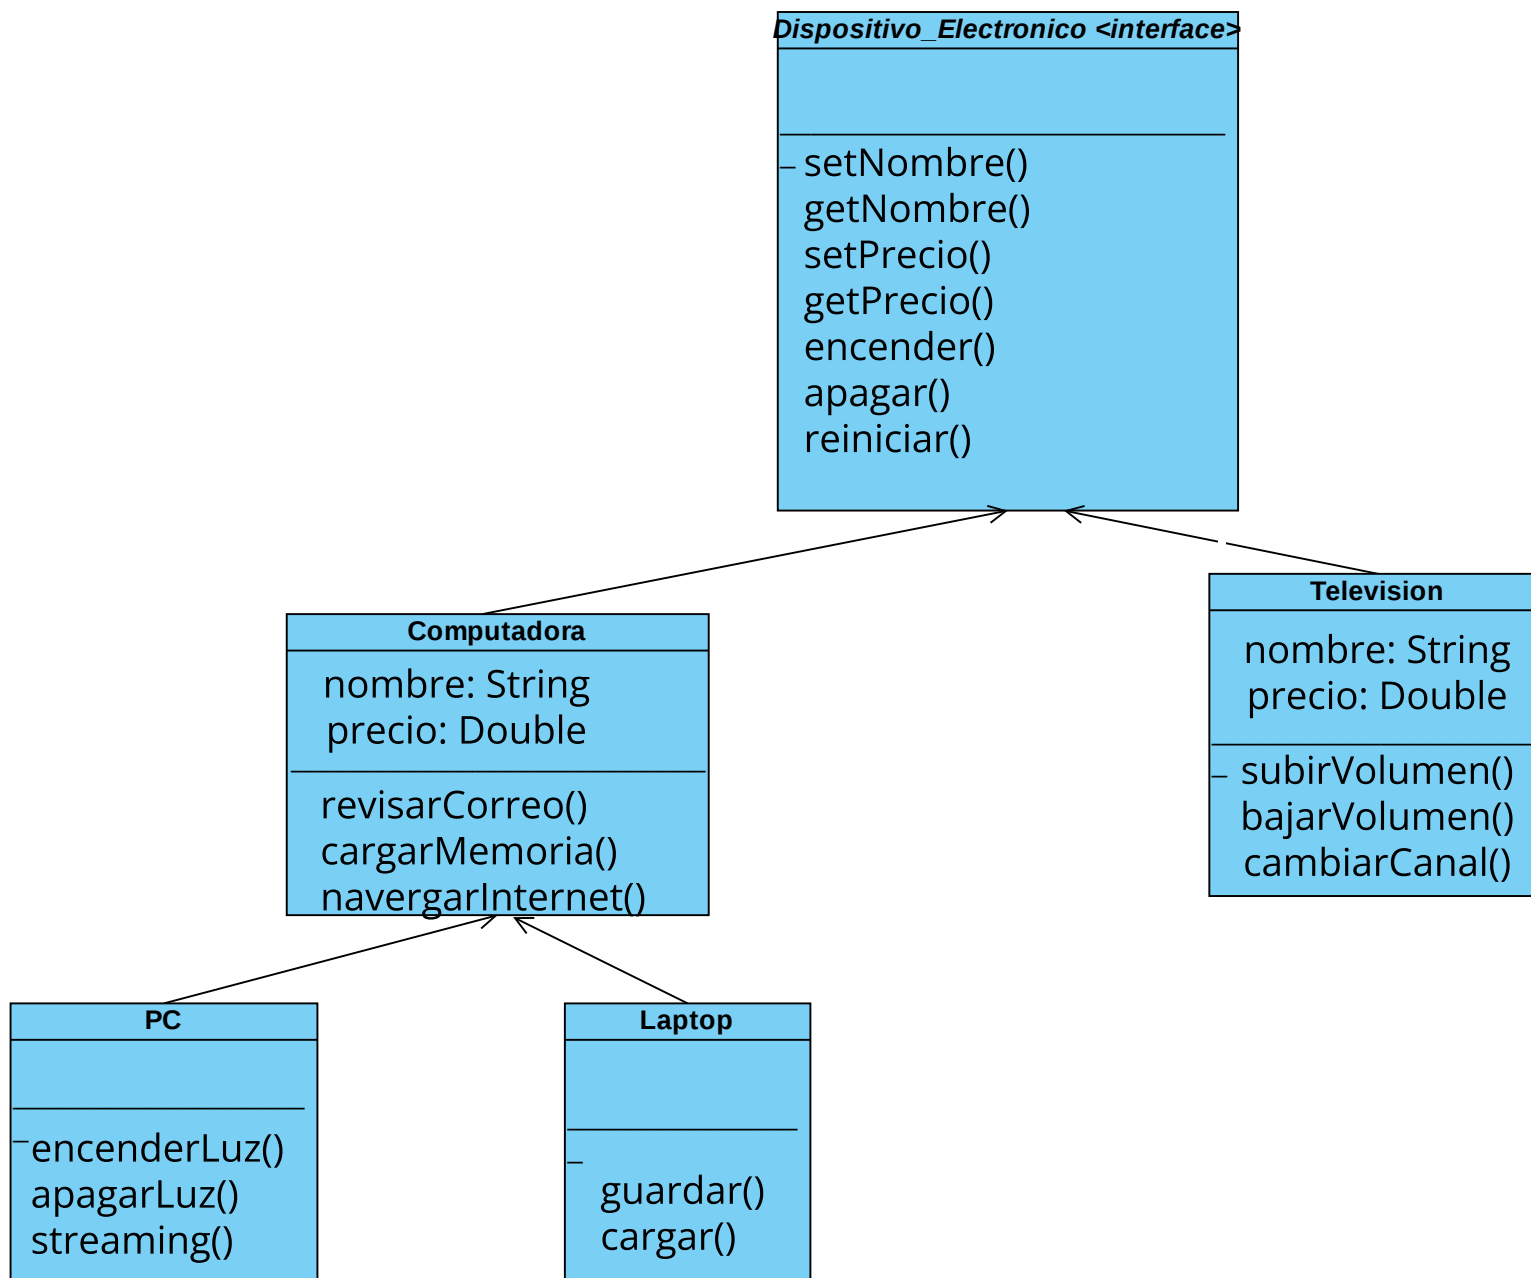 Dispositivo_Electronico <interface>
setNombre()
getNombre()
setPrecio()
getPrecio()
encender()
apagar()
reiniciar()
Computadora
nombre: String
precio: Double
revisarCorreo()
cargarMemoria()
navergarInternet()
Television
nombre: String
precio: Double
subirVolumen()
bajarVolumen()
cambiarCanal()
PC
encenderLuz()
apagarLuz()
streaming()
Laptop
guardar()
cargar()